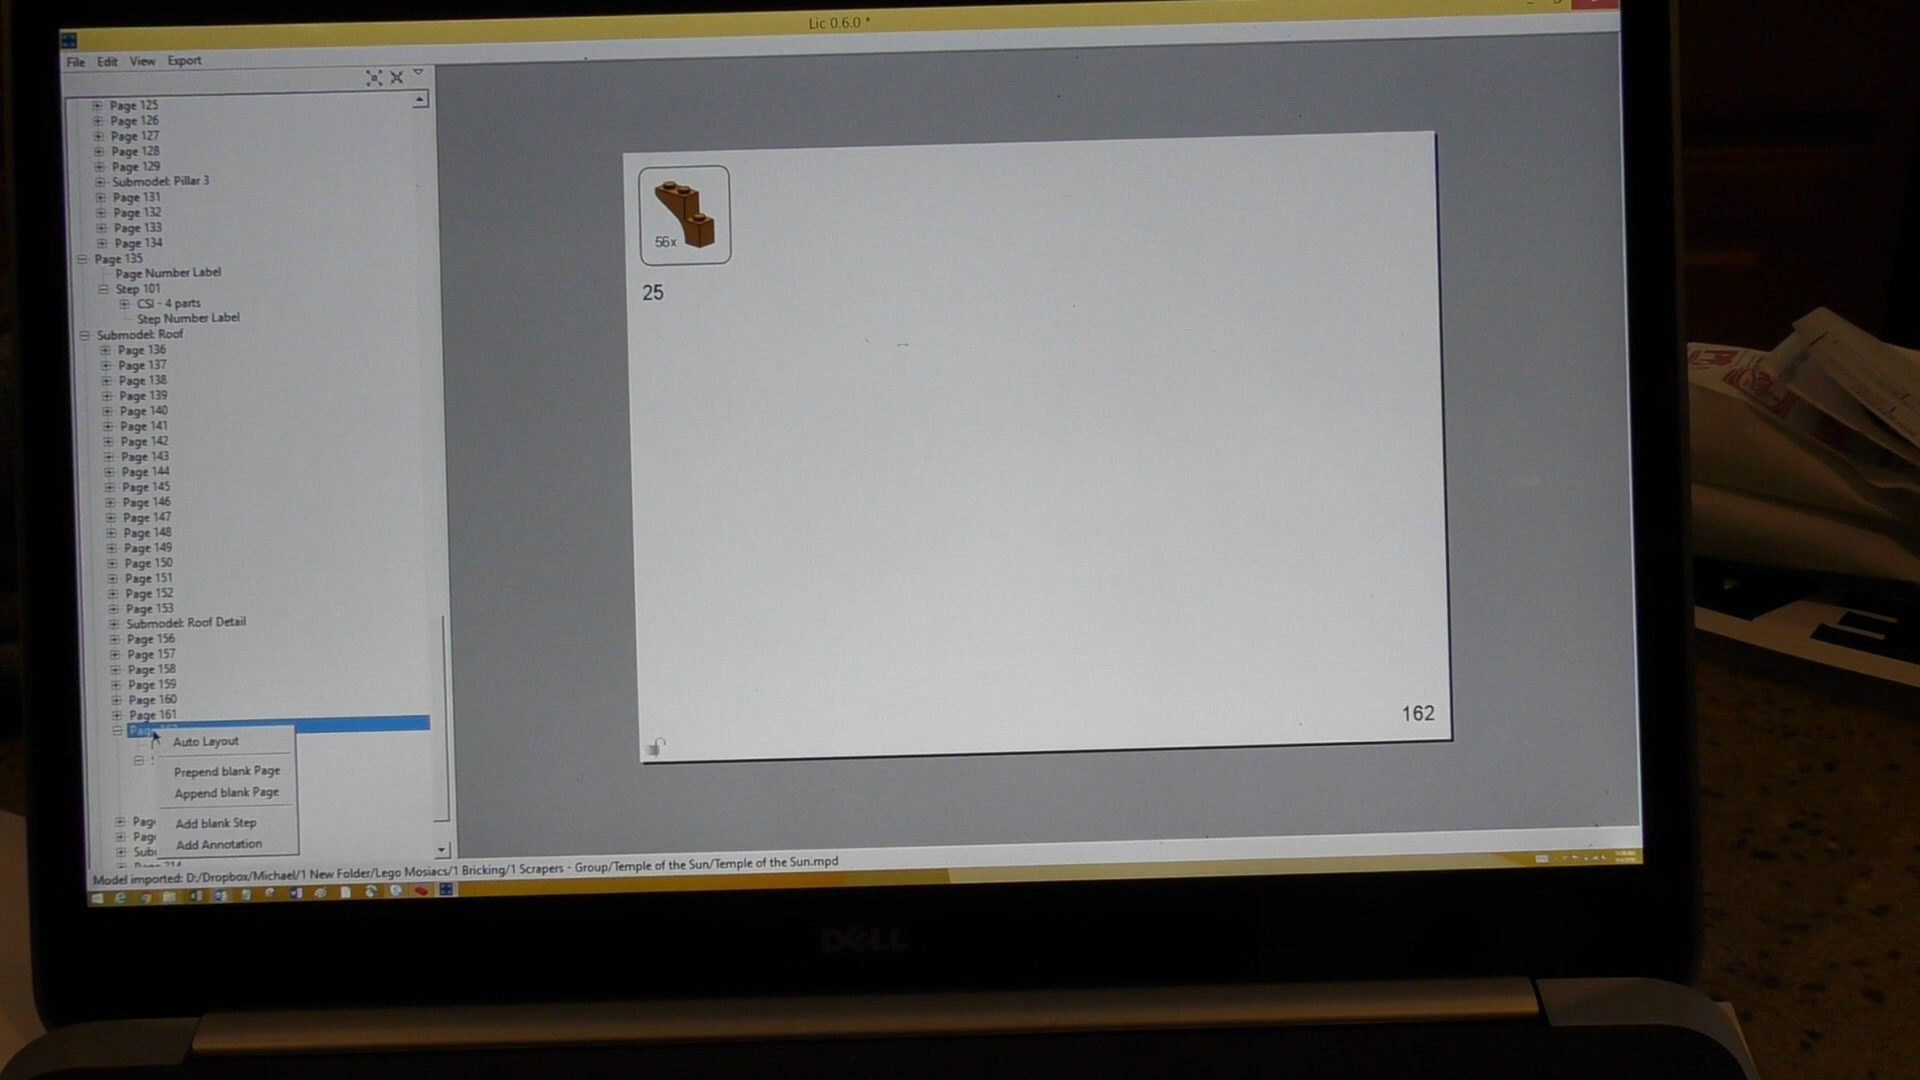 Lic 0.6.0 *
File Edit View Export
Page 125
Page 126
Page 127
Page 128
Page 129
Submodel: Pillar 3
Page 131
Page 132
Page 133
Page 134
Page 135
Page Number Label
Step 101
CSI - 4 parts
Step Number Label
Submodel: Roof
Page 136
Page 137
Page 138
Page 139
Page 140
Page 141
Page 142
Page 143
Page 144
Page 145
Page 146
Page 147
Page 148
Page 149
Page 150
Page 151
Page 152
Page 153
Submodel: Roof Detail
Page 156
Page 157
Page 158
Page 159
Page 160
Page 161
Auto Layout
Prepend blank Page
Append blank Page
Add blank Step
Add Annotation
Model imported: D:/Dropbox/Michael/1 New Folder/Lego Mosiacs/1 Bricking/1 Scrapers - Group/Temple of the Sun/Temple of the Sun.mpd
56x
25
162
DELL